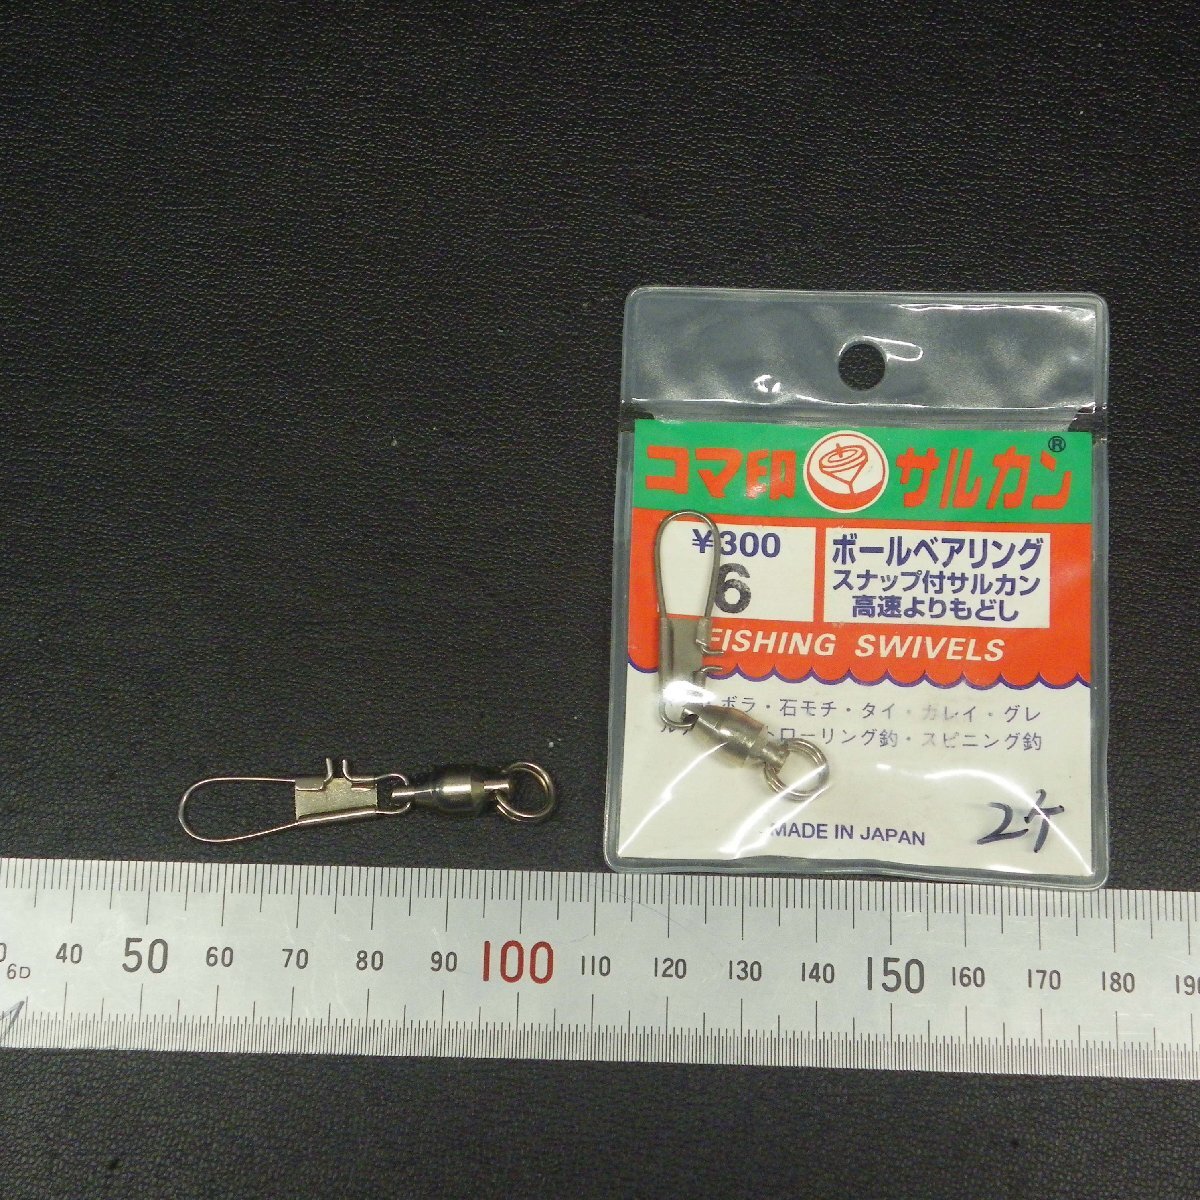 コマ印 サルカン®
¥300
6
ボールベアリング
スナップ付サルカン
高速よりもどし
FISHING SWIVELS
ボラ・石モチ・タイ・カレイ・グレ
ローリング釣・スピニング釣
MADE IN JAPAN
2ケ
40 50 60 70 80 90 100 110 120 130 140 150 160 170 180 190
6D